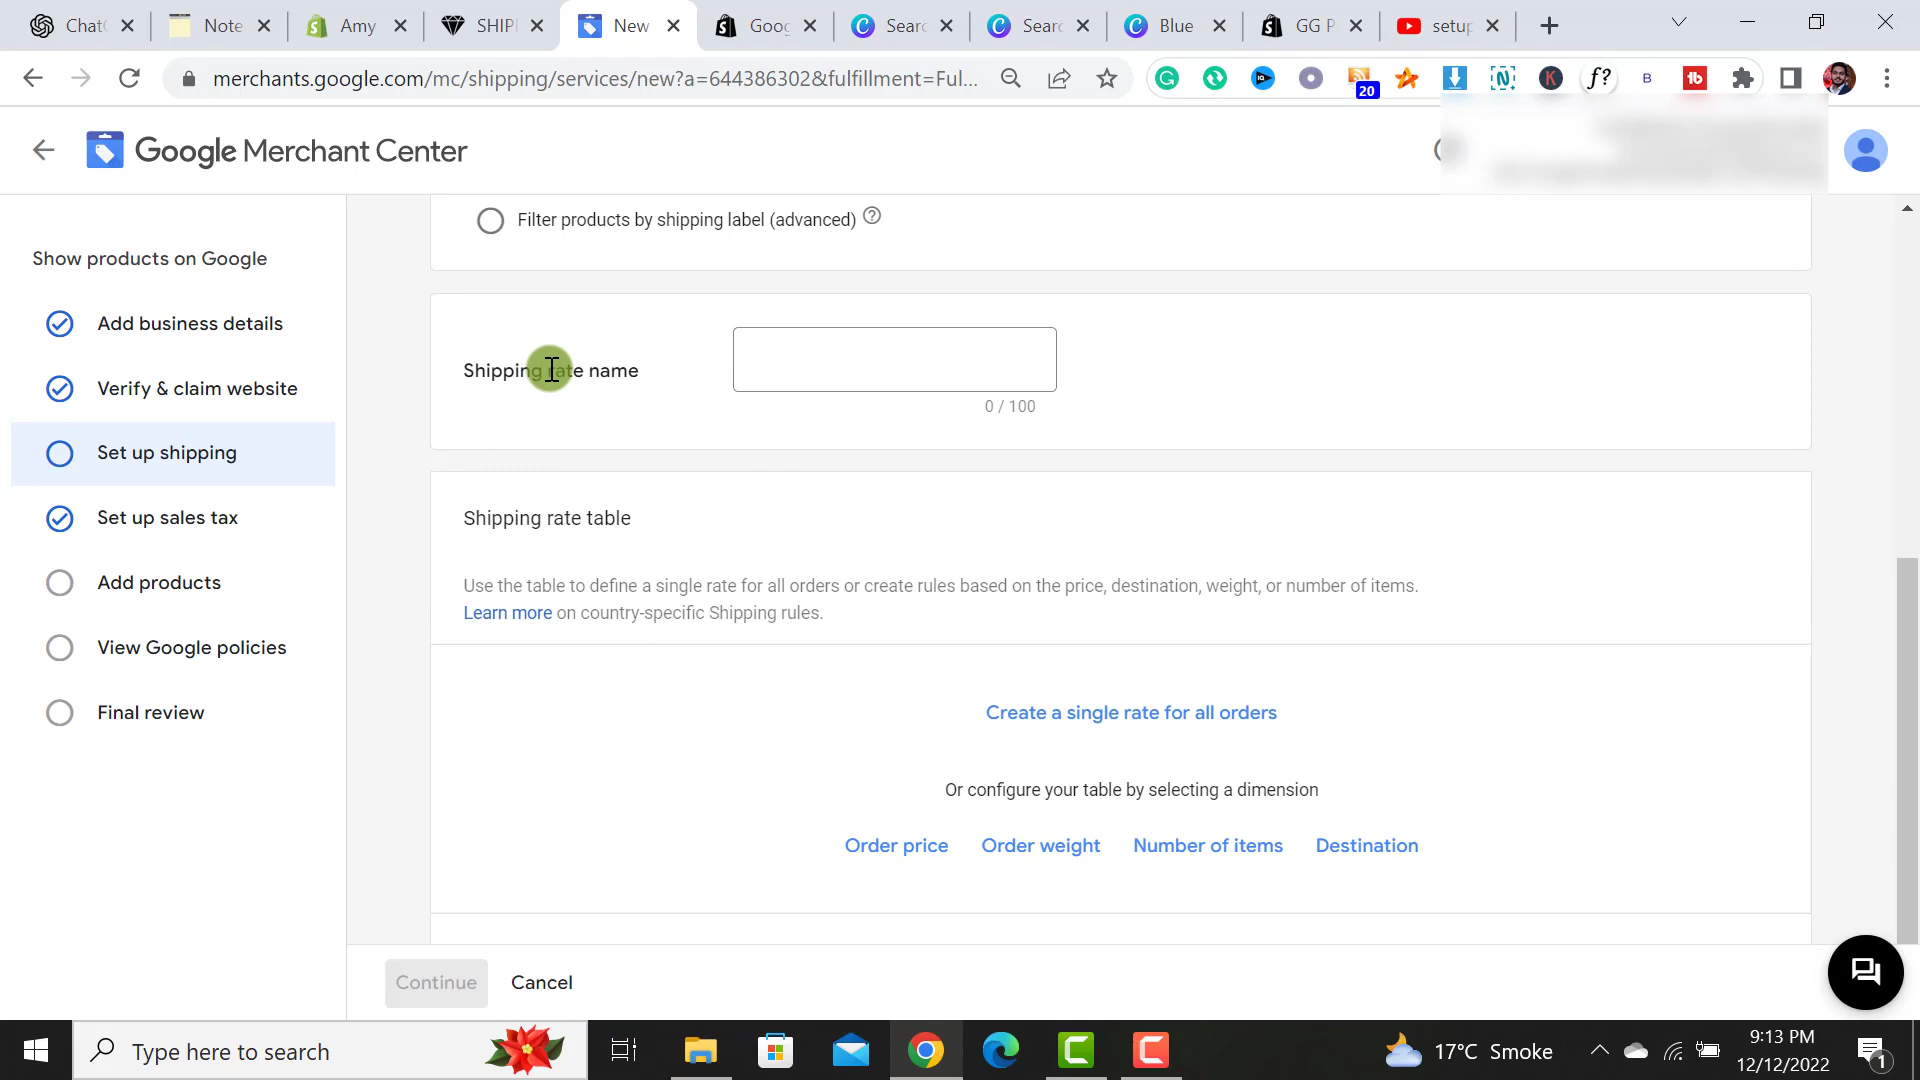 ChatG
Note
Amy
SHIPI
New
Goog
Searc
Searc
Blue
GG P
setup
merchants.google.com/mc/shipping/services/new?a=644386302&fulfillment=Ful...
20
f?
B
tb
Google Merchant Center
Show products on Google
Add business details
Verify & claim website
Set up shipping
Set up sales tax
Add products
View Google policies
Final review
Filter products by shipping label (advanced)
Shipping rate name
0 / 100
Shipping rate table
Use the table to define a single rate for all orders or create rules based on the price, destination, weight, or number of items.
Learn more on country-specific Shipping rules.
Create a single rate for all orders
Or configure your table by selecting a dimension
Order price Order weight Number of items Destination
Continue Cancel
Type here to search
17°C Smoke
9:13 PM
12/12/2022
1